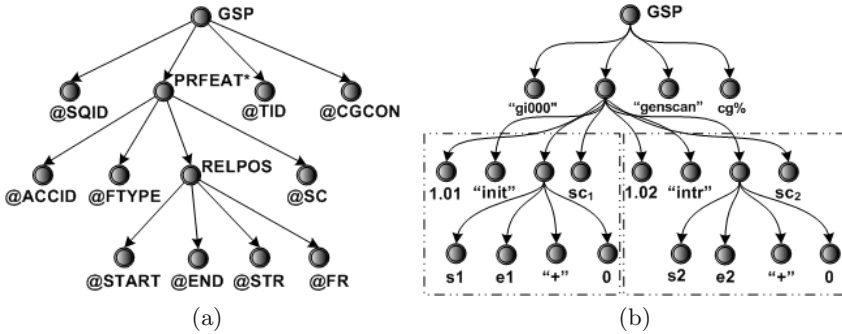 GSP
PRFEAT*
@SQID @TID @CGCON
RELPOS
@ACCID @FTYPE @SC
@START @END @STR @FR
(a)
GSP
"gi000" "genscan" cg%
1.01 "init" sc1 1.02 "intr" sc2
s1 e1 "+" 0 s2 e2 "+" 0
(b)